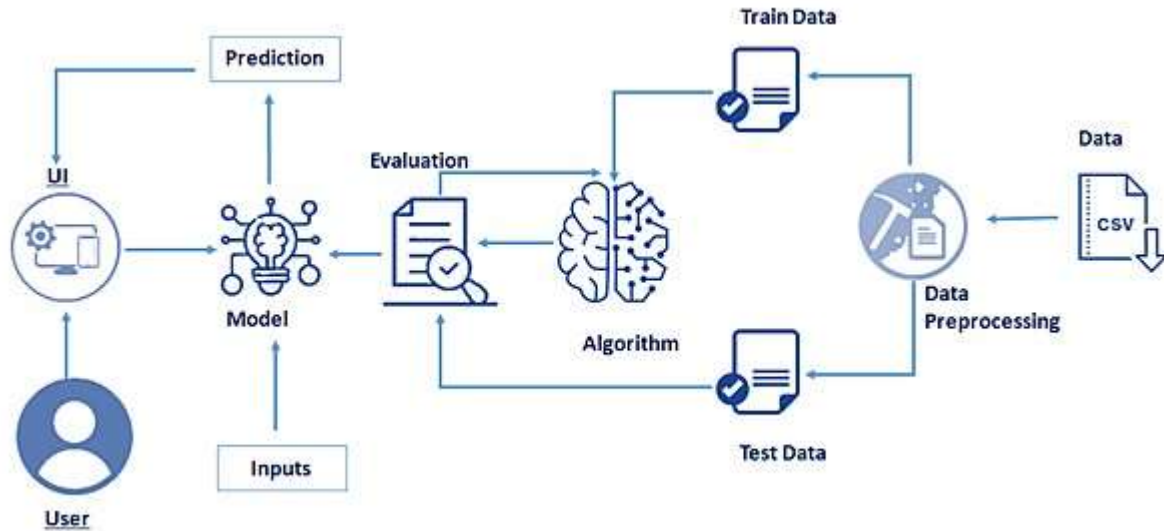 Train Data
Prediction
Data
Evaluation
UI
CSV
Data
Preprocessing
Model
Algorithm
Test Data
Inputs
User